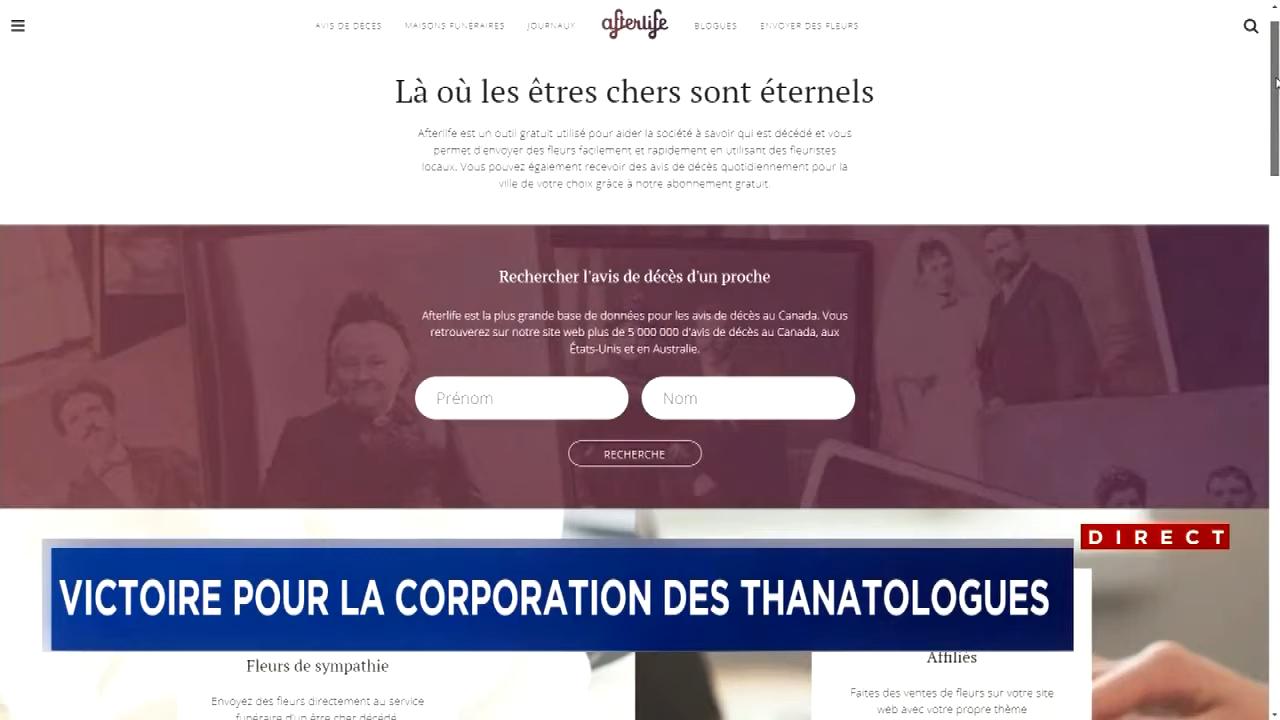 AVIS DE DÉCÈS MAISONS FUNÉRAIRES JOURNAUX afterlife BLOGUES ENVOYER DES FLEURS
Là où les êtres chers sont éternels
Afterlife est un outil gratuit utilisé pour aider la société à savoir qui est décédé et vous
permet d'envoyer des fleurs facilement et rapidement en utilisant des fleuristes
locaux. Vous pouvez également recevoir des avis de décès quotidiennement pour la
ville de votre choix grâce à notre abonnement gratuit.
Rechercher l'avis de décès d'un proche
Afterlife est la plus grande base de données pour les avis de décès au Canada. Vous
retrouverez sur notre site web plus de 5 000 000 d'avis de décès au Canada, aux
États-Unis et en Australie.
Prénom Nom
RECHERCHE
DIRECT
VICTOIRE POUR LA CORPORATION DES THANATOLOGUES
Fleurs de sympathie
Envoyez des fleurs directement au service
funéraire d'un être cher décédé
Affiliés
Faites des ventes de fleurs sur votre site
web avec votre propre thème